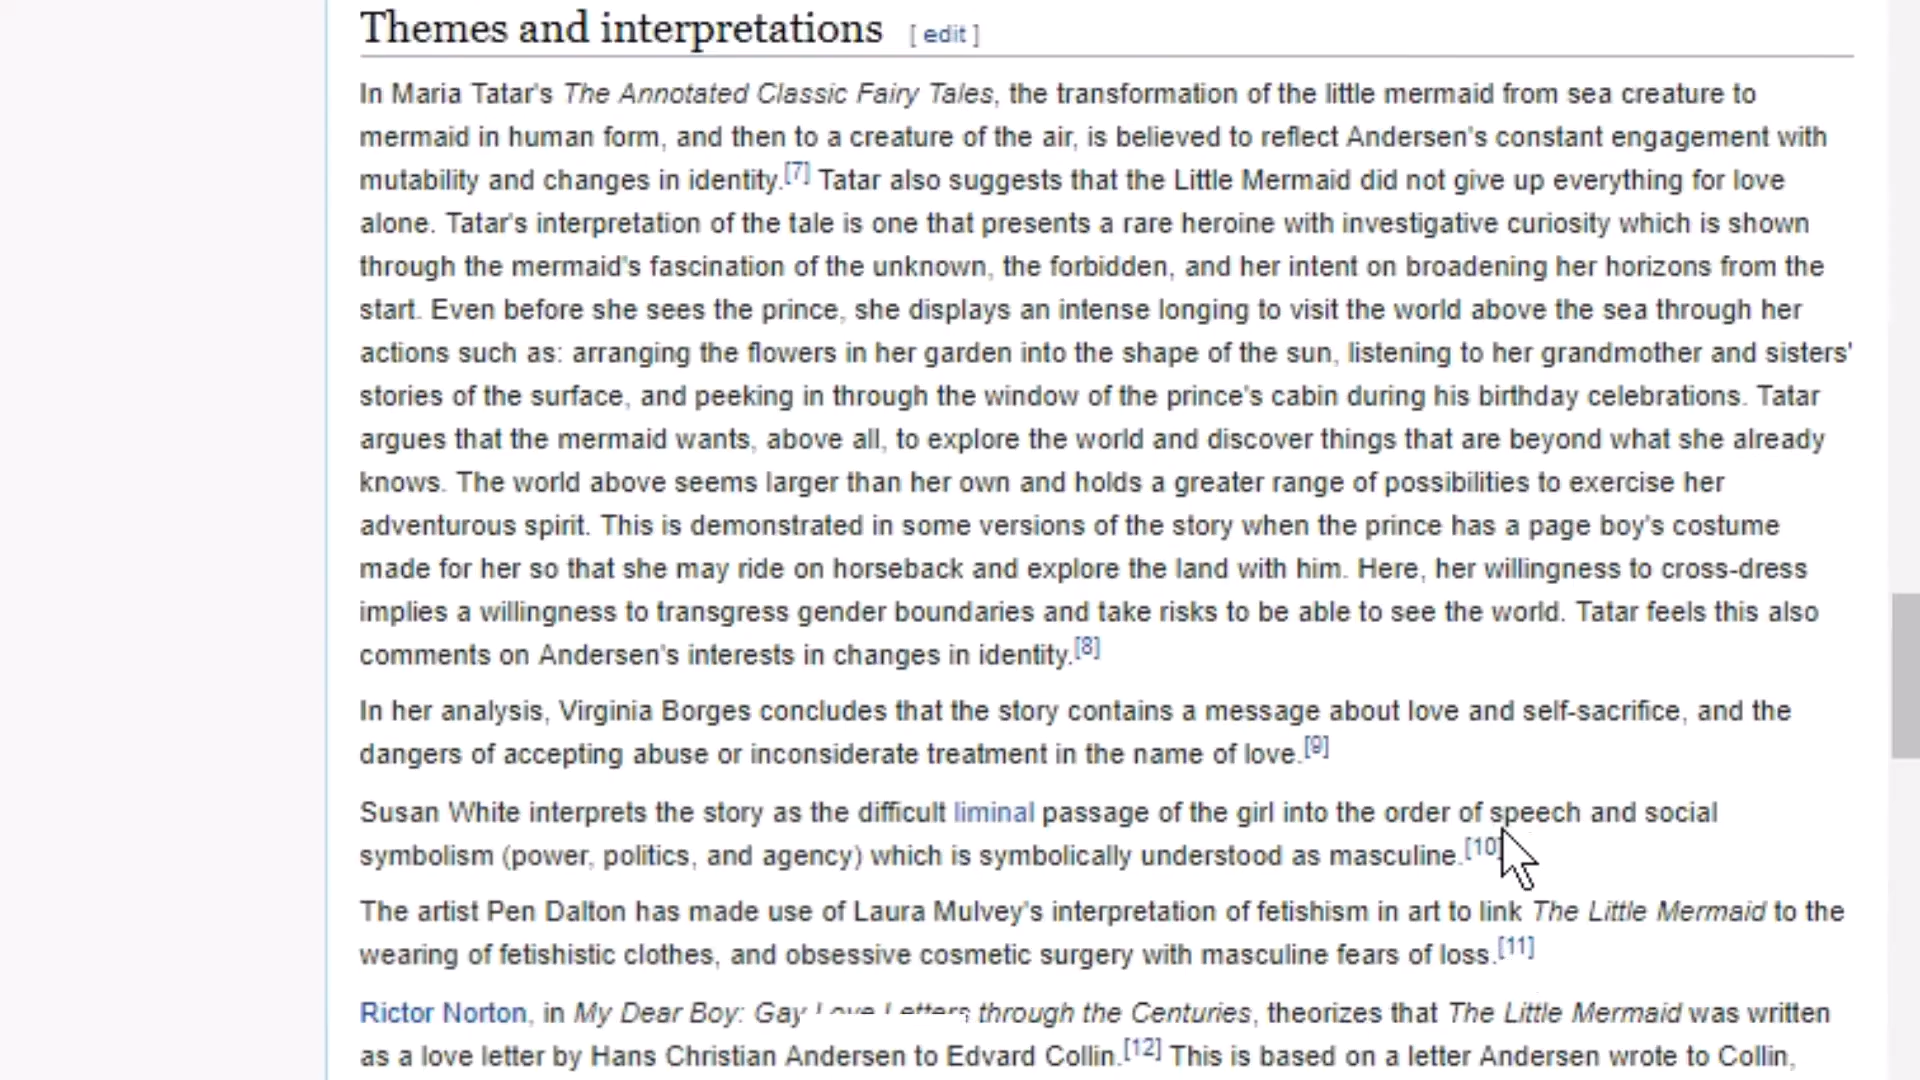 Themes and interpretations [ edit ]
In Maria Tatar's The Annotated Classic Fairy Tales, the transformation of the little mermaid from sea creature to
mermaid in human form, and then to a creature of the air, is believed to reflect Andersen's constant engagement with
mutability and changes in identity.[7] Tatar also suggests that the Little Mermaid did not give up everything for love
alone. Tatar's interpretation of the tale is one that presents a rare heroine with investigative curiosity which is shown
through the mermaid's fascination of the unknown, the forbidden, and her intent on broadening her horizons from the
start. Even before she sees the prince, she displays an intense longing to visit the world above the sea through her
actions such as: arranging the flowers in her garden into the shape of the sun, listening to her grandmother and sisters'
stories of the surface, and peeking in through the window of the prince's cabin during his birthday celebrations. Tatar
argues that the mermaid wants, above all, to explore the world and discover things that are beyond what she already
knows. The world above seems larger than her own and holds a greater range of possibilities to exercise her
adventurous spirit. This is demonstrated in some versions of the story when the prince has a page boy's costume
made for her so that she may ride on horseback and explore the land with him. Here, her willingness to cross-dress
implies a willingness to transgress gender boundaries and take risks to be able to see the world. Tatar feels this also
comments on Andersen's interests in changes in identity.[8]
In her analysis, Virginia Borges concludes that the story contains a message about love and self-sacrifice, and the
dangers of accepting abuse or inconsiderate treatment in the name of love.[9]
Susan White interprets the story as the difficult liminal passage of the girl into the order of speech and social
symbolism (power, politics, and agency) which is symbolically understood as masculine.[10]
The artist Pen Dalton has made use of Laura Mulvey's interpretation of fetishism in art to link The Little Mermaid to the
wearing of fetishistic clothes, and obsessive cosmetic surgery with masculine fears of loss.[11]
Rictor Norton, in My Dear Boy: Gay Love Letters through the Centuries, theorizes that The Little Mermaid was written
as a love letter by Hans Christian Andersen to Edvard Collin.[12] This is based on a letter Andersen wrote to Collin,